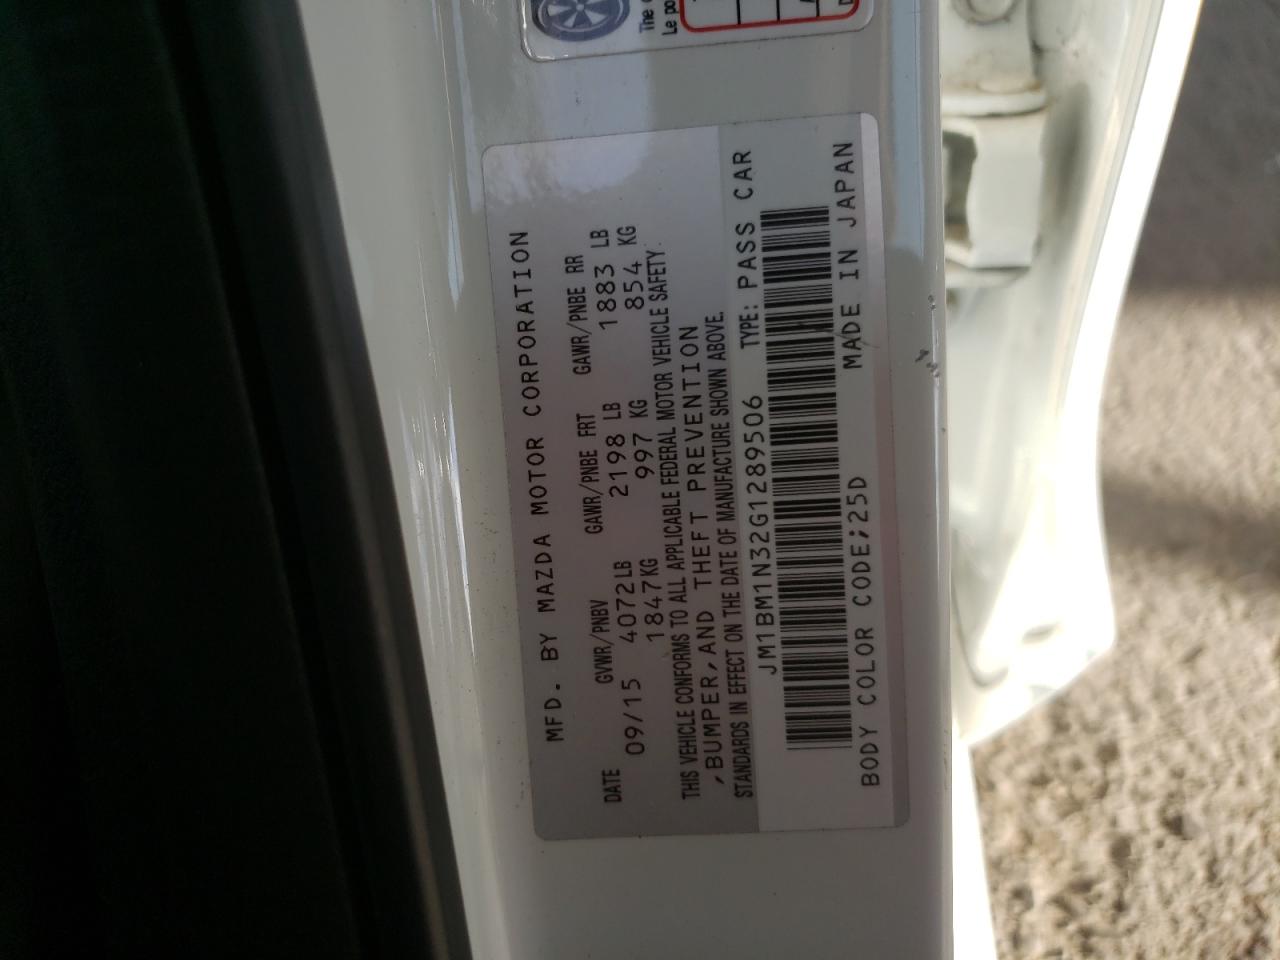 The
Le po
MFD. BY MAZDA MOTOR CORPORATION
DATE GVWR/PNBV GAWR/PNBE FRT GAWR/PNBE RR
09/15 4072LB 2198 LB 1883 LB
1847KG 997 KG 854 KG
THIS VEHICLE CONFORMS TO ALL APPLICABLE FEDERAL MOTOR VEHICLE SAFETY
,BUMPER,AND THEFT PREVENTION
STANDARDS IN EFFECT ON THE DATE OF MANUFACTURE SHOWN ABOVE.
JM1BM1N32G1289506 TYPE: PASS CAR
BODY COLOR CODE;25D MADE IN JAPAN